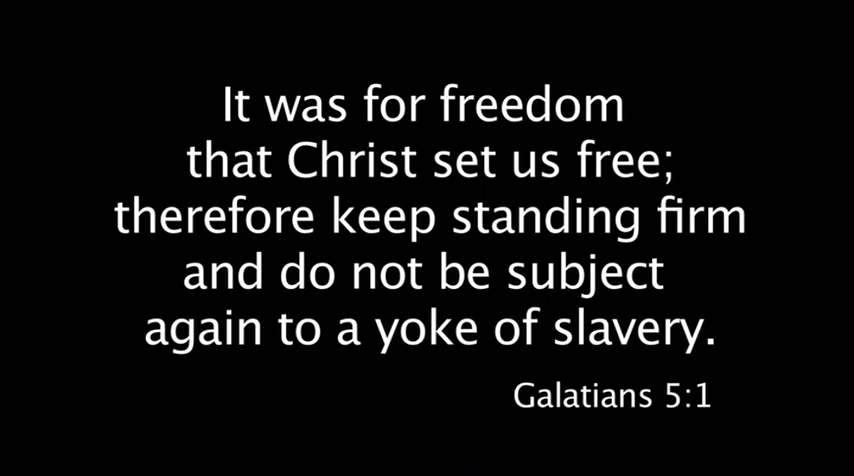 It was for freedom
that Christ set us free;
therefore keep standing firm
and do not be subject
again to a yoke of slavery.
Galatians 5:1